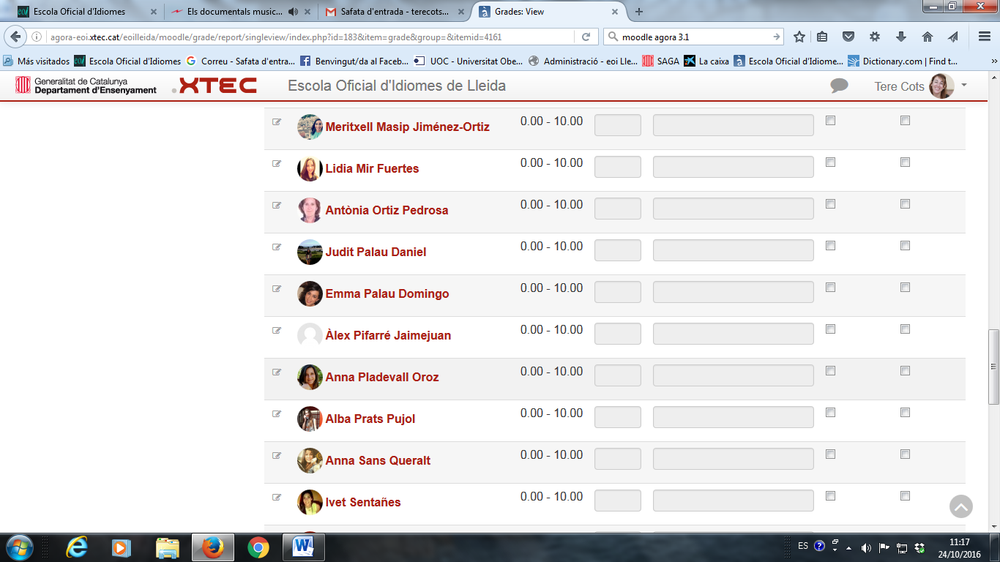 Escola Oficial d'Idiomes
Els documentals music...
Safata d'entrada - terecots...
Grades: View
agora-eoi.xtec.cat/eoilleida/moodle/grade/report/singleview/index.php?id=183&item=grade&group=&itemid=4161
moodle agora 3.1
Más visitados Escola Oficial d'Idiomes Correu - Safata d'entra... Benvingut/da al Faceb... UOC - Universitat Obe... Administració - eoi Lle... SAGA La caixa Escola Oficial d'Idiome... Dictionary.com | Find t... »
Generalitat de Catalunya
Departament d'Ensenyament
XTEC
Escola Oficial d'Idiomes de Lleida
Tere Cots
Meritxell Masip Jiménez-Ortiz 0.00 - 10.00
Lidia Mir Fuertes 0.00 - 10.00
Antònia Ortiz Pedrosa 0.00 - 10.00
Judit Palau Daniel 0.00 - 10.00
Emma Palau Domingo 0.00 - 10.00
Àlex Pifarré Jaimejuan 0.00 - 10.00
Anna Pladevall Oroz 0.00 - 10.00
Alba Prats Pujol 0.00 - 10.00
Anna Sans Queralt 0.00 - 10.00
Ivet Sentañes 0.00 - 10.00
ES
11:17
24/10/2016